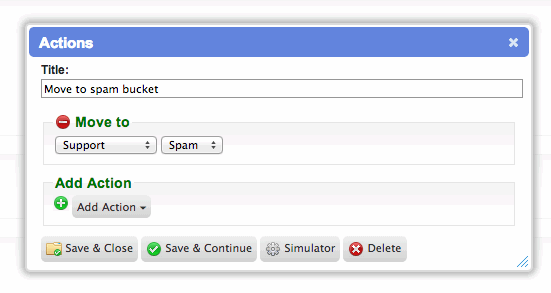 Actions
Title:
Move to spam bucket
Move to
Support Spam
Add Action
Add Action
Save & Close Save & Continue Simulator Delete